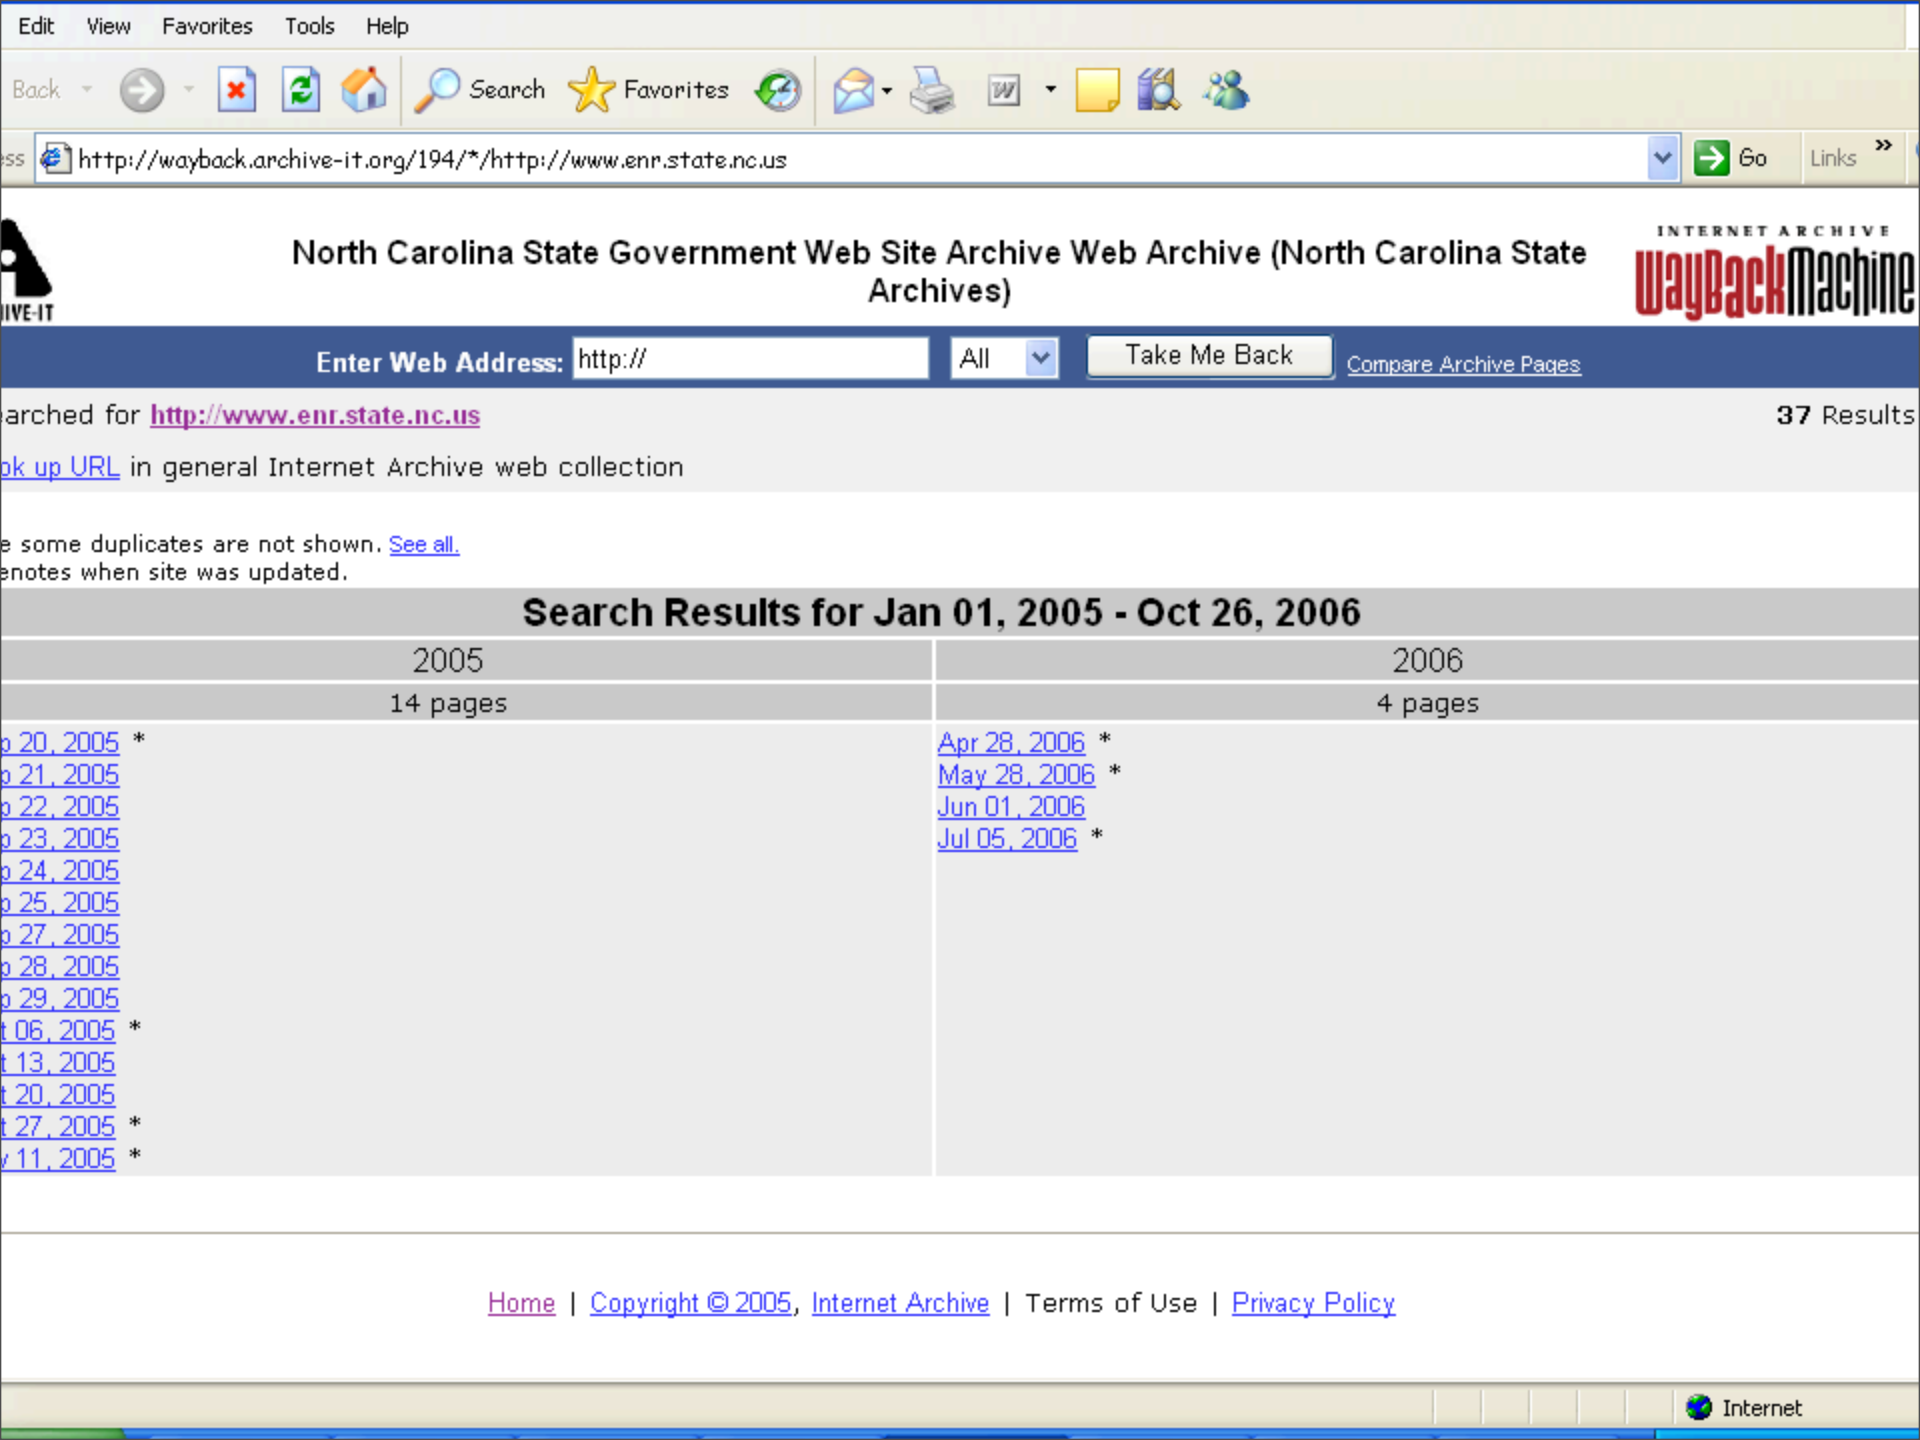 Edit View Favorites Tools Help
Back Search Favorites
http://wayback.archive-it.org/194/*/http://www.enr.state.nc.us Go Links »
North Carolina State Government Web Site Archive Web Archive (North Carolina State
Archives)
INTERNET ARCHIVE
WayBackMachine
Enter Web Address: http:// All Take Me Back Compare Archive Pages
for http://www.enr.state.nc.us 37 Results
up URL in general Internet Archive web collection
some duplicates are not shown. See all.
when site was updated.
Search Results for Jan 01, 2005 - Oct 26, 2006
2005 2006
14 pages 4 pages
20, 2005 * Apr 28, 2006 *
21, 2005 May 28, 2006 *
22, 2005 Jun 01, 2006
23, 2005 Jul 05, 2006 *
24, 2005
25, 2005
27, 2005
28, 2005
29, 2005
06, 2005 *
13, 2005
20, 2005
27, 2005 *
11, 2005 *
Home | Copyright © 2005, Internet Archive | Terms of Use | Privacy Policy
Internet